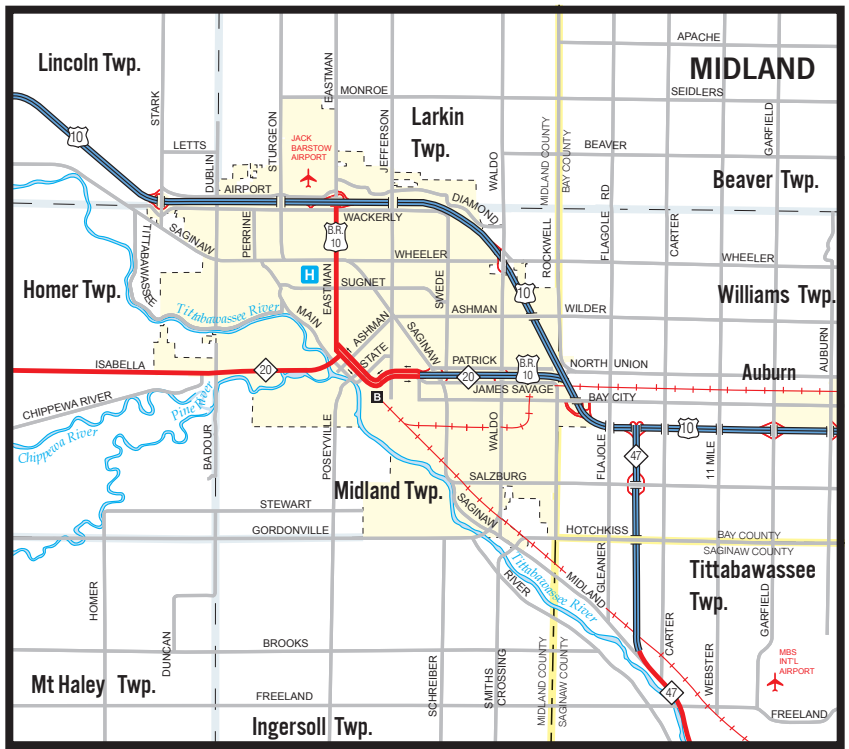 APACHE
MIDLAND
Lincoln Twp.
EASTMAN
MONROE
SEIDLERS
STARK
10
LETTS
DUBLIN
STURGEON
JACK
BARSTOW
AIRPORT
JEFFERSON
Larkin
Twp.
WALDO
MIDLAND COUNTY
BAY COUNTY
BEAVER
GARFIELD
Beaver Twp.
AIRPORT
DIAMOND
FLAGOLE RD
CARTER
WACKERLY
TITTABAWASSEE
SAGINAW
PERRINE
B.R.
10
WHEELER
ROCKWELL
WHEELER
Homer Twp.
H
SUGNET
EASTMAN
SWEDE
10
Williams Twp.
Tittabawassee River
MAIN
ASHMAN
ASHMAN
WILDER
SAGINAW
AUBURN
STATE
ISABELLA
20
PATRICK
20
B.R.
10
NORTH UNION
Auburn
JAMES SAVAGE
B
BAY CITY
CHIPPEWA RIVER
Pine River
Chippewa River
BADOUR
POSEYVILLE
WALDO
FLAJOLE
10
47
11 MILE
SALZBURG
Midland Twp.
SAGINAW
STEWART
GORDONVILLE
HOTCHKISS
BAY COUNTY
SAGINAW COUNTY
Tittabawassee River
RIVER
MIDLAND
GLEANER
Tittabawassee
Twp.
HOMER
DUNCAN
BROOKS
CARTER
GARFIELD
WEBSTER
MBS
INT'L
AIRPORT
Mt Haley Twp.
SCHREIBER
SMITHS
CROSSING
MIDLAND COUNTY
SAGINAW COUNTY
FREELAND
47
FREELAND
Ingersoll Twp.